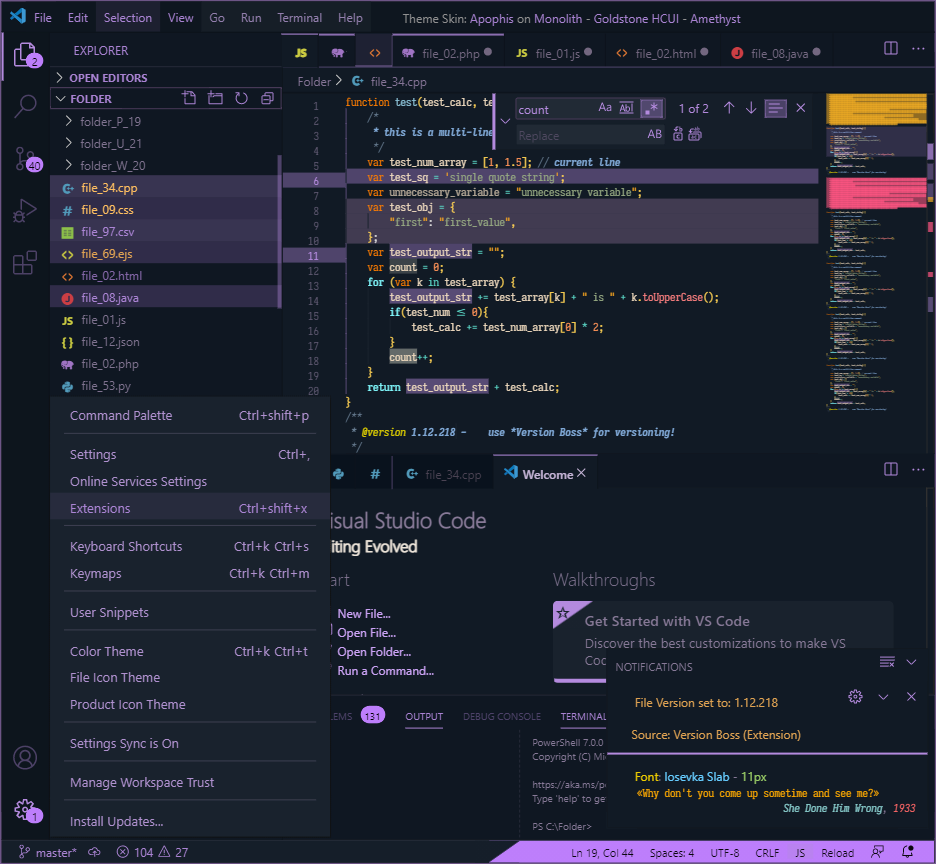 File Edit Selection View Go Run Terminal Help Theme Skin: Apophis on Monolith - Goldstone HCUI - Amethyst
2
40
EXPLORER
OPEN EDITORS
FOLDER
folder_P_19
folder_U_21
folder_W_20
file_34.cpp
file_09.css
file_97.csv
file_69.ejs
file_02.html
file_08.java
file_01.js
file_12.json
file_02.php
file_53.py
JS file_02.php JS file_01.js file_02.html file_08.java
Folder > file_34.cpp
count Aa Ab .* 1 of 2
Replace AB
1 function test(test_calc, te
2 /*
3 * this is a multi-line
4 */
5 var test_num_array = [1, 1.5]; // current line
6 var test_sq = 'single quote string';
7 var unnecessary_variable = "unnecessary variable";
8 var test_obj = {
9 "first": "first_value",
10 };
11 var test_output_str = "";
12 var count = 0;
13 for (var k in test_array) {
14 test_output_str += test_array[k] + " is " + k.toUpperCase();
15 if(test_num ≤ 0){
16 test_calc += test_num_array[0] * 2;
17 }
18 count++;
19 }
20 return test_output_str + test_calc;
}
/**
* @version 1.12.218 - use *Version Boss* for versioning!
*/
Command Palette Ctrl+shift+p
Settings Ctrl+,
Online Services Settings
Extensions Ctrl+shift+x
Keyboard Shortcuts Ctrl+k Ctrl+s
Keymaps Ctrl+k Ctrl+m
User Snippets
Color Theme Ctrl+k Ctrl+t
File Icon Theme
Product Icon Theme
Settings Sync is On
Manage Workspace Trust
Install Updates...
1
# file_34.cpp Welcome
isual Studio Code
iting Evolved
art
New File...
Open File...
Open Folder...
Run a Command...
Walkthroughs
Get Started with VS Code
Discover the best customizations to make VS
Coc
LEMS 131 OUTPUT DEBUG CONSOLE TERMINAL
PowerShell 7.0.0
Copyright (C) Mi
https://aka.ms/p
Type 'help' to ge
PS C:\Folder>
NOTIFICATIONS
File Version set to: 1.12.218
Source: Version Boss (Extension)
Font: Iosevka Slab - 11px
«Why don't you come up sometime and see me?»
She Done Him Wrong, 1933
master* 104 27 Ln 19, Col 44 Spaces: 4 UTF-8 CRLF JS Reload